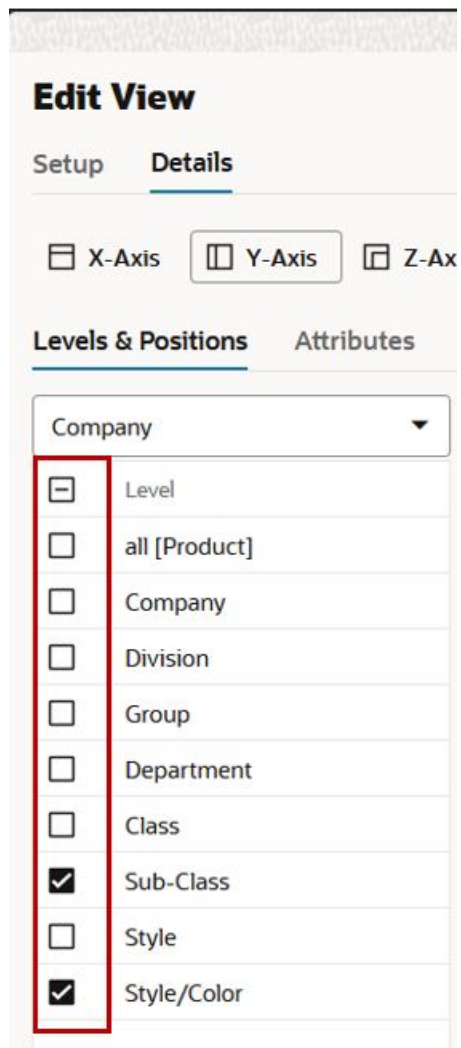 Edit View
Setup Details
X-Axis Y-Axis Z-Ax
Levels & Positions Attributes
Company
Level
all [Product]
Company
Division
Group
Department
Class
Sub-Class
Style
Style/Color